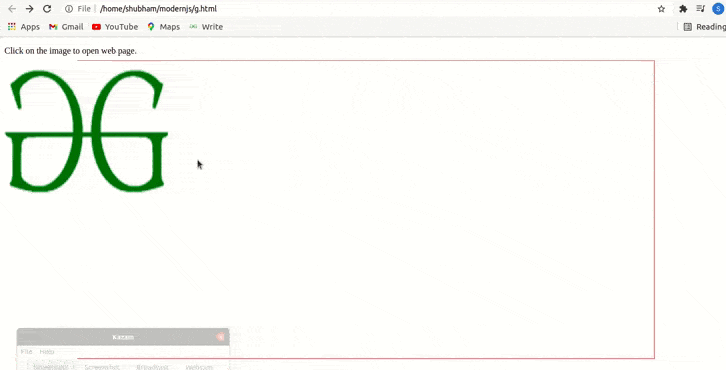 File /home/shubham/modernjs/g.html
S
Apps Gmail YouTube Maps Write Reading
Click on the image to open web page.
Kazam
File Help
Screencast Screenshot Broadcast Webcam